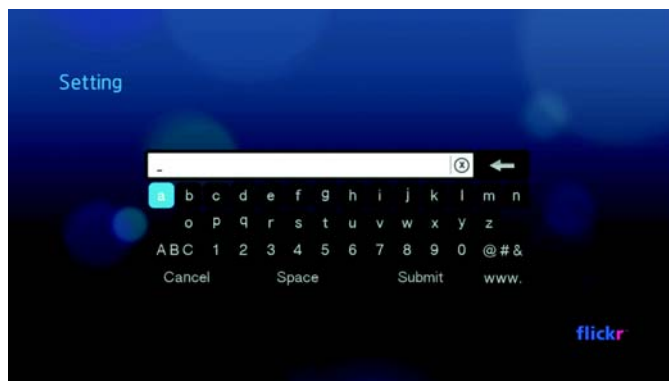 Setting
_
a b c d e f g h i j k l m n
o p q r s t u v w x y z
ABC 1 2 3 4 5 6 7 8 9 0 @#&
Cancel Space Submit www.
flickr